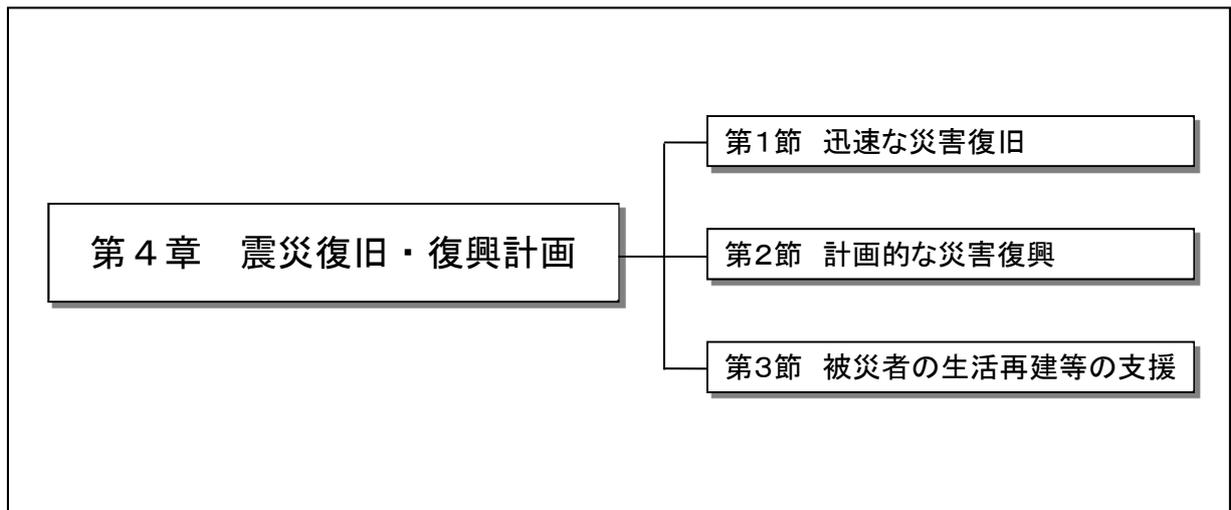 第４章　震災復旧・復興計画
第１節　迅速な災害復旧
第２節　計画的な災害復興
第３節　被災者の生活再建等の支援